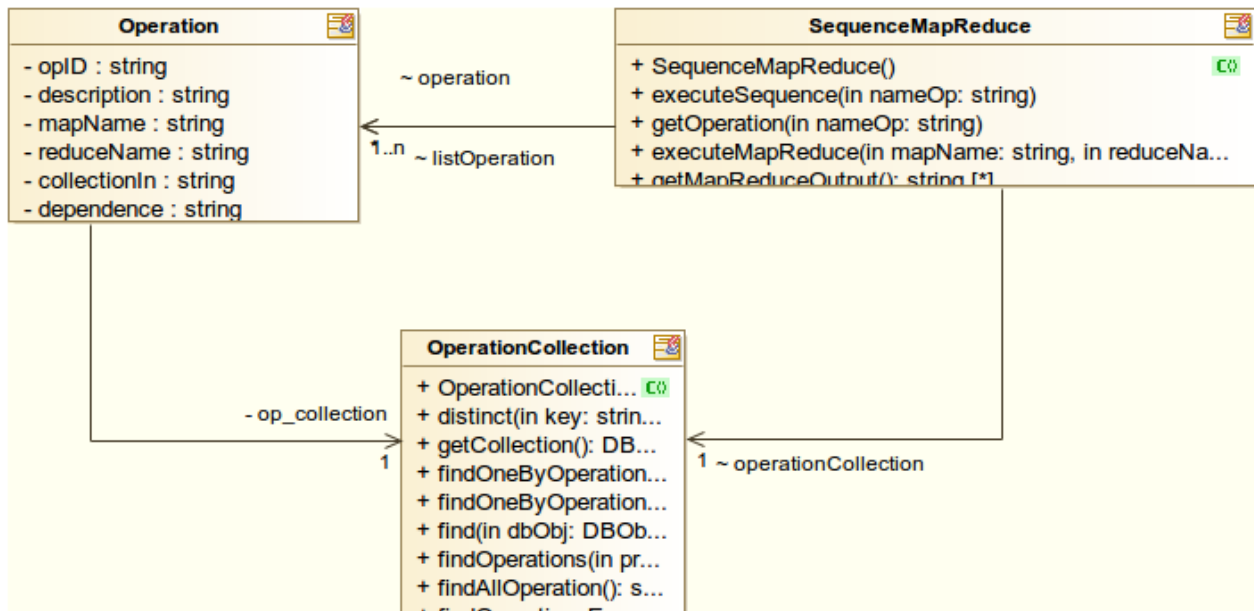 Operation
- opID : string
- description : string
- mapName : string
- reduceName : string
- collectionIn : string
- dependence : string
~ operation
1..n ~ listOperation
SequenceMapReduce
+ SequenceMapReduce()
+ executeSequence(in nameOp: string)
+ getOperation(in nameOp: string)
+ executeMapReduce(in mapName: string, in reduceNa...
+ getMapReduceOutput(): string [*]
- op_collection
1
OperationCollection
+ OperationCollecti...
+ distinct(in key: strin...
+ getCollection(): DB...
+ findOneByOperation...
+ findOneByOperation...
+ find(in dbObj: DBOb...
+ findOperations(in pr...
+ findAllOperation(): s...
1 ~ operationCollection